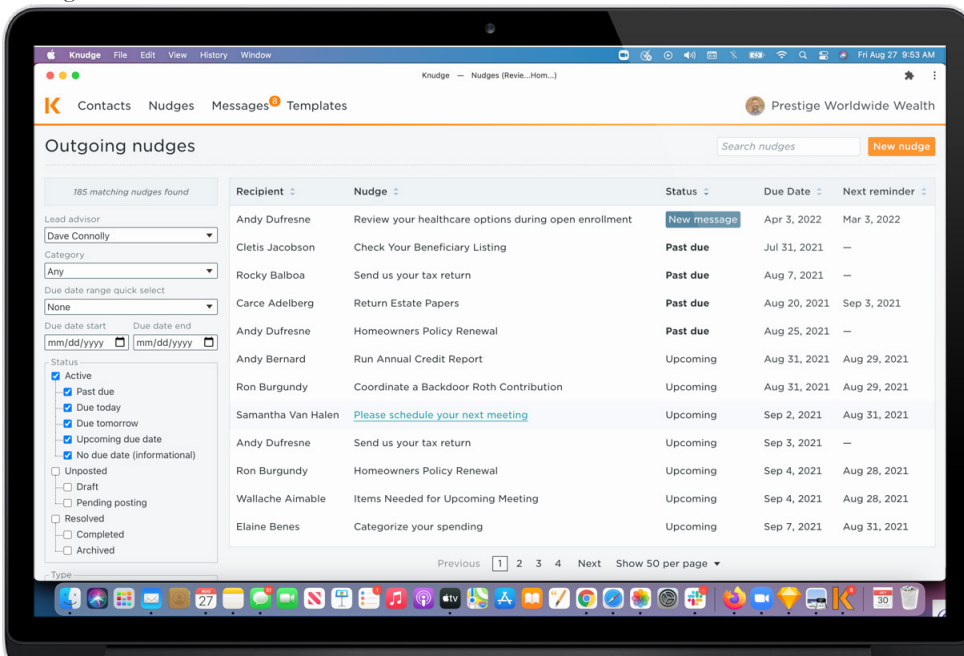 Knudge File Edit View History Window Fri Aug 27 9:53 AM
Knudge — Nudges (Revie...Hom...)
K Contacts Nudges Messages 8 Templates Prestige Worldwide Wealth
Outgoing nudges Search nudges New nudge
185 matching nudges found
Lead advisor
Dave Connolly
Category
Any
Due date range quick select
None
Due date start Due date end
mm/dd/yyyy mm/dd/yyyy
Status
Active
Past due
Due today
Due tomorrow
Upcoming due date
No due date (informational)
Unposted
Draft
Pending posting
Resolved
Completed
Archived
Type
Recipient Nudge Status Due Date Next reminder
Andy Dufresne Review your healthcare options during open enrollment New message Apr 3, 2022 Mar 3, 2022
Cletis Jacobson Check Your Beneficiary Listing Past due Jul 31, 2021 —
Rocky Balboa Send us your tax return Past due Aug 7, 2021 —
Carce Adelberg Return Estate Papers Past due Aug 20, 2021 Sep 3, 2021
Andy Dufresne Homeowners Policy Renewal Past due Aug 25, 2021 —
Andy Bernard Run Annual Credit Report Upcoming Aug 31, 2021 Aug 29, 2021
Ron Burgundy Coordinate a Backdoor Roth Contribution Upcoming Aug 31, 2021 Aug 29, 2021
Samantha Van Halen Please schedule your next meeting Upcoming Sep 2, 2021 Aug 31, 2021
Andy Dufresne Send us your tax return Upcoming Sep 3, 2021 —
Ron Burgundy Homeowners Policy Renewal Upcoming Sep 4, 2021 Aug 28, 2021
Wallache Aimable Items Needed for Upcoming Meeting Upcoming Sep 4, 2021 Aug 28, 2021
Elaine Benes Categorize your spending Upcoming Sep 7, 2021 Aug 31, 2021
Previous 1 2 3 4 Next Show 50 per page
AUG
27
tv
30